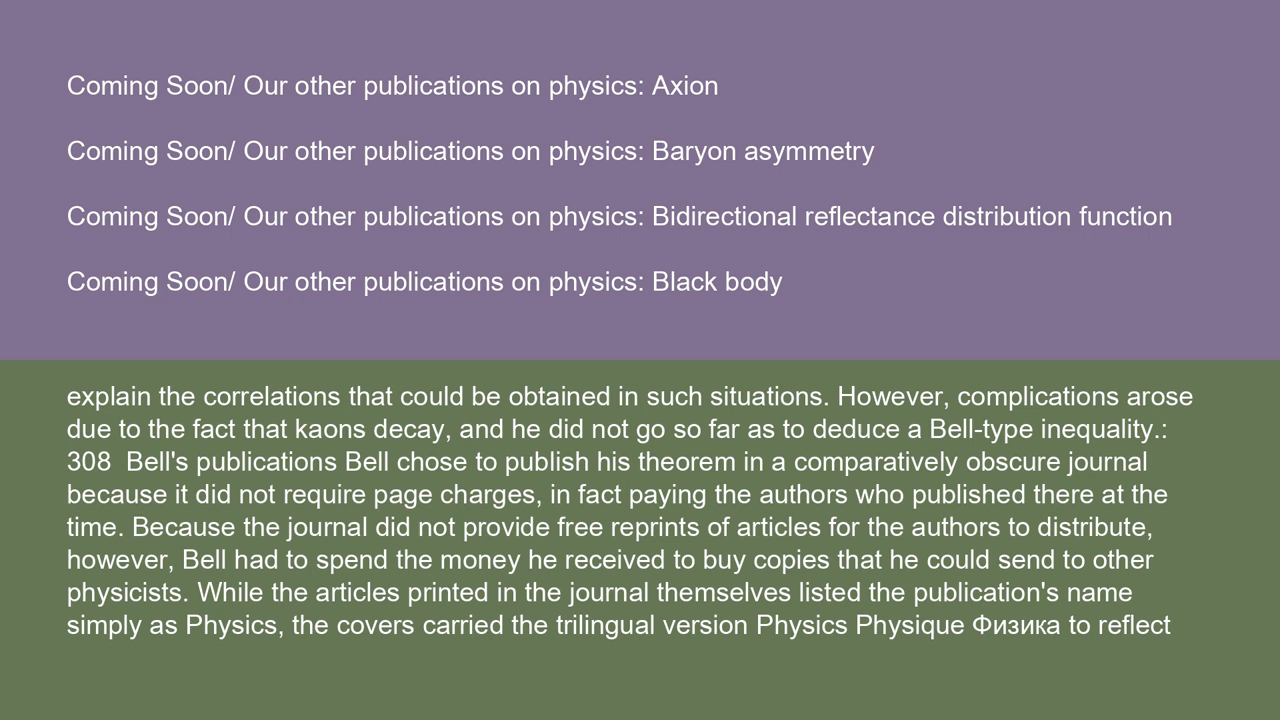 Coming Soon/ Our other publications on physics: Axion
Coming Soon/ Our other publications on physics: Baryon asymmetry
Coming Soon/ Our other publications on physics: Bidirectional reflectance distribution function
Coming Soon/ Our other publications on physics: Black body
explain the correlations that could be obtained in such situations. However, complications arose
due to the fact that kaons decay, and he did not go so far as to deduce a Bell-type inequality.:
308  Bell's publications Bell chose to publish his theorem in a comparatively obscure journal
because it did not require page charges, in fact paying the authors who published there at the
time. Because the journal did not provide free reprints of articles for the authors to distribute,
however, Bell had to spend the money he received to buy copies that he could send to other
physicists. While the articles printed in the journal themselves listed the publication's name
simply as Physics, the covers carried the trilingual version Physics Physique Физика to reflect